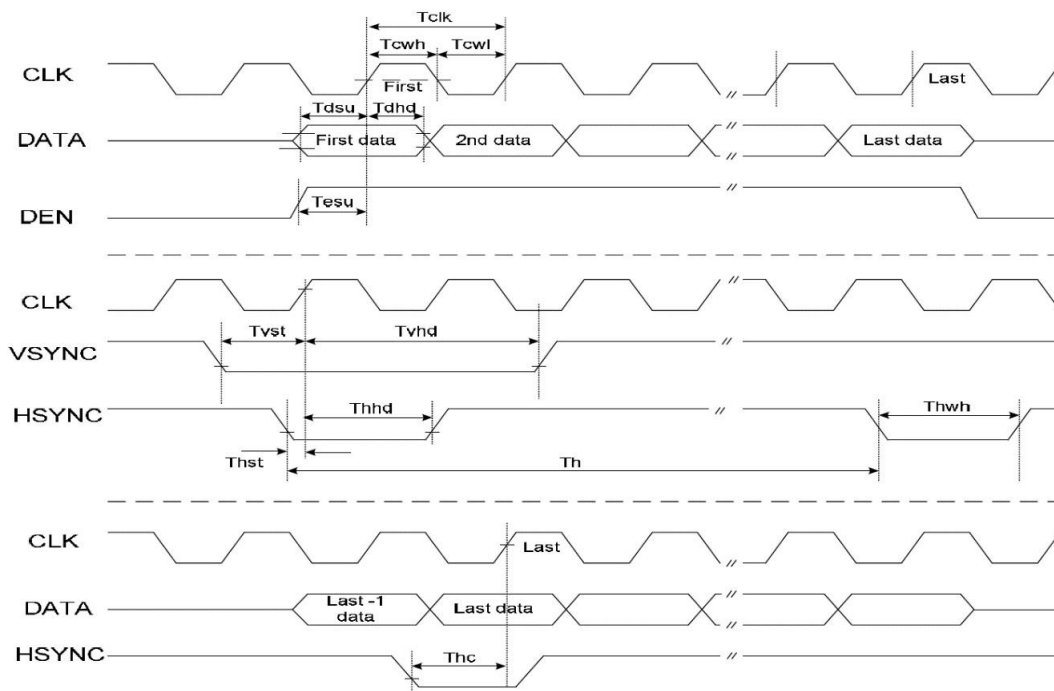 Tclk
Tcwh Tcwl
CLK
First
Last
Tdsu Tdhd
DATA
First data
2nd data
Last data
DEN
Tesu
CLK
Tvst
Tvhd
VSYNC
HSYNC
Thhd
Thwh
Thst
Th
CLK
Last
DATA
Last -1
data
Last data
HSYNC
Thc